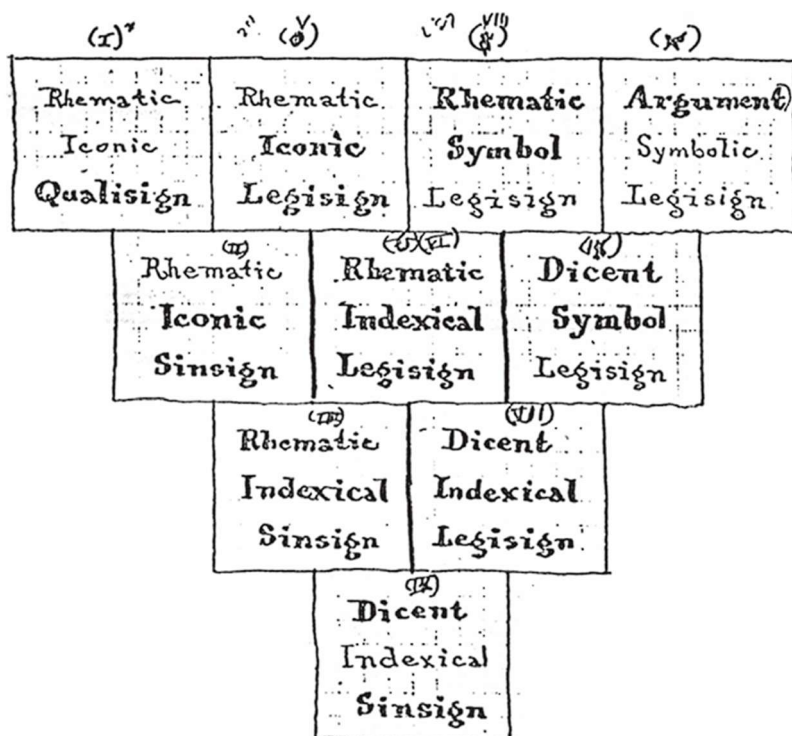 (I) V VIII
Rhematic Rhematic Rhematic Argument
Iconic Iconic Symbol Symbolic
Qualisign Legisign Legisign Legisign
(II) (VI) (IX)
Rhematic Rhematic Dicent
Iconic Indexical Symbol
Sinsign Legisign Legisign
(III) (VII)
Rhematic Dicent
Indexical Indexical
Sinsign Legisign
Dicent
Indexical
Sinsign